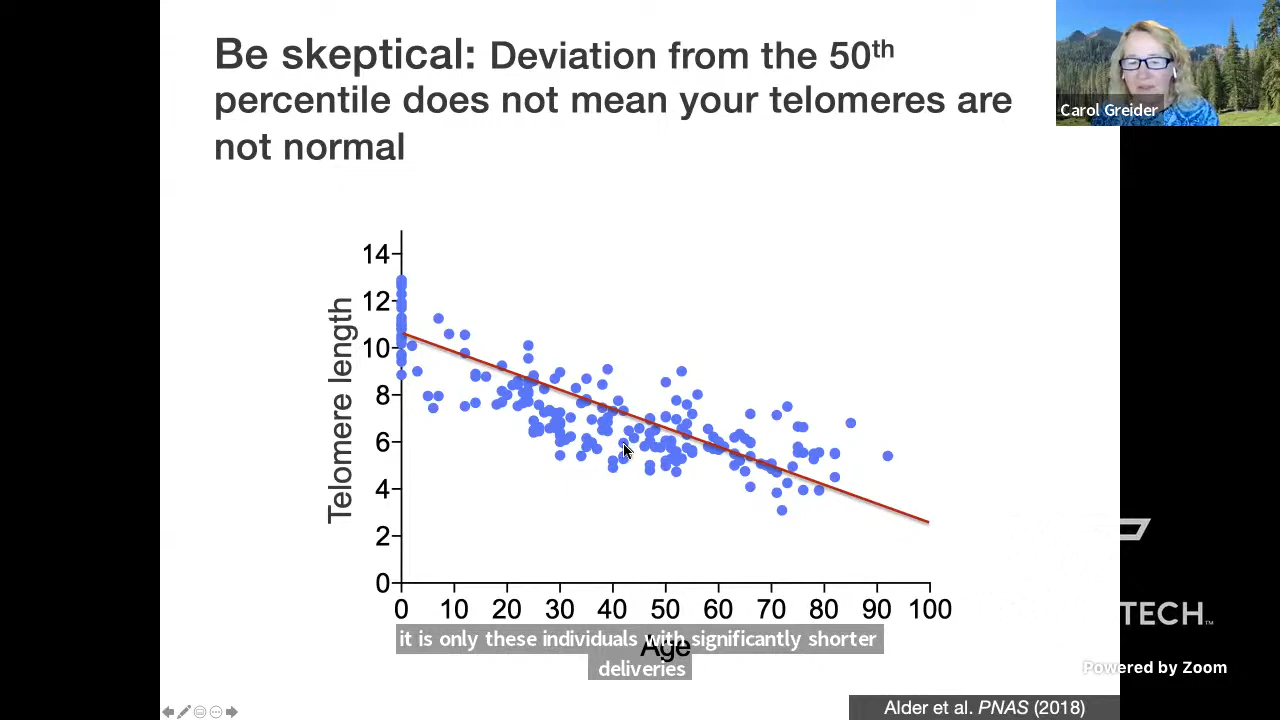 Be skeptical: Deviation from the 50th
percentile does not mean your telomeres are
not normal
Carol Greider
Telomere length
14
12
10
8
6
4
2
0
0 10 20 30 40 50 60 70 80 90 100
Age
it is only these individuals with significantly shorter
deliveries
TECH™
Powered by Zoom
Alder et al. PNAS (2018)